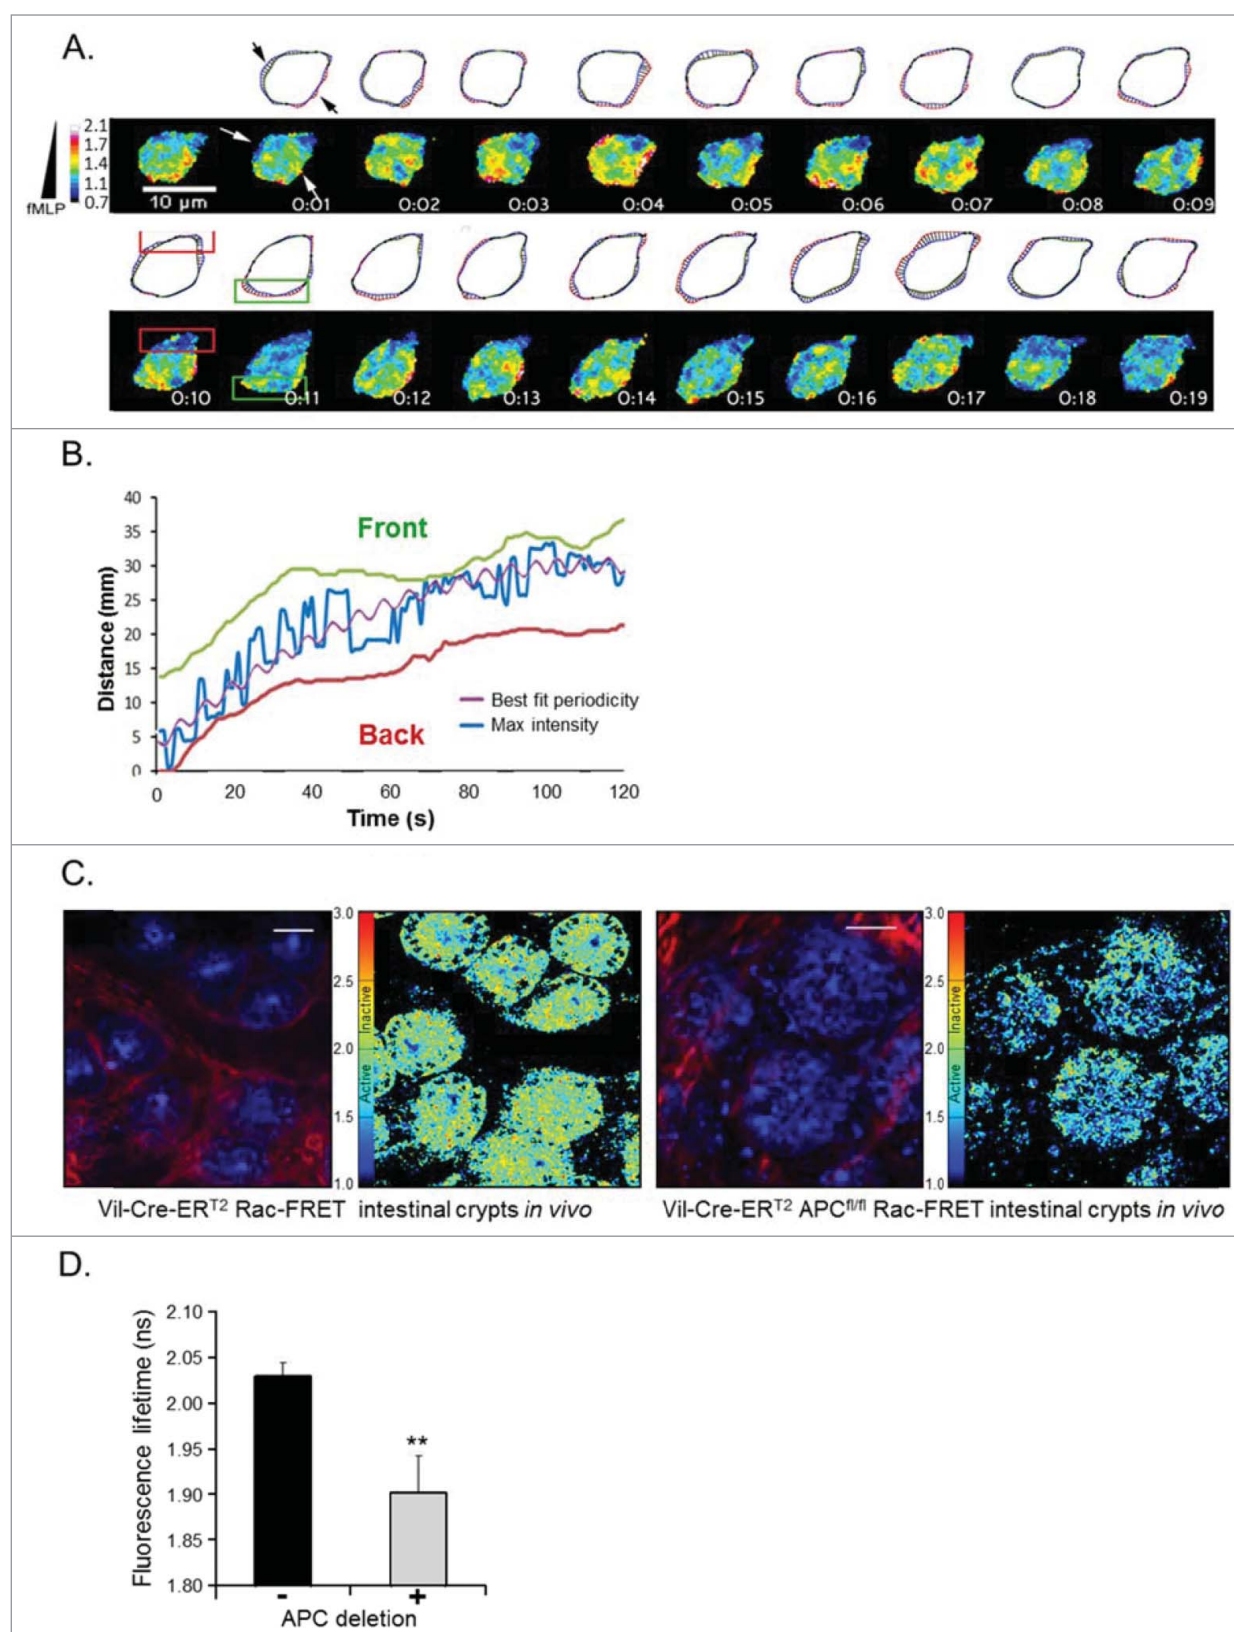 A.
2.1
1.7
1.4
1.1
0.7
fMLP
10 μm
0:01 0:02 0:03 0:04 0:05 0:06 0:07 0:08 0:09
0:10 0:11 0:12 0:13 0:14 0:15 0:16 0:17 0:18 0:19
B.
Distance (mm)
40
35
30
25
20
15
10
5
0
Front
Back
Best fit periodicity
Max intensity
0 20 40 60 80 100 120
Time (s)
C.
3.0
2.5
2.0
1.5
1.0
Inactive
Active
3.0
2.5
2.0
1.5
1.0
Inactive
Active
Vil-Cre-ER^T2 Rac-FRET intestinal crypts in vivo
Vil-Cre-ER^T2 APC^fl/fl Rac-FRET intestinal crypts in vivo
D.
Fluorescence lifetime (ns)
2.10
2.05
2.00
1.95
1.90
1.85
1.80
**
- +
APC deletion